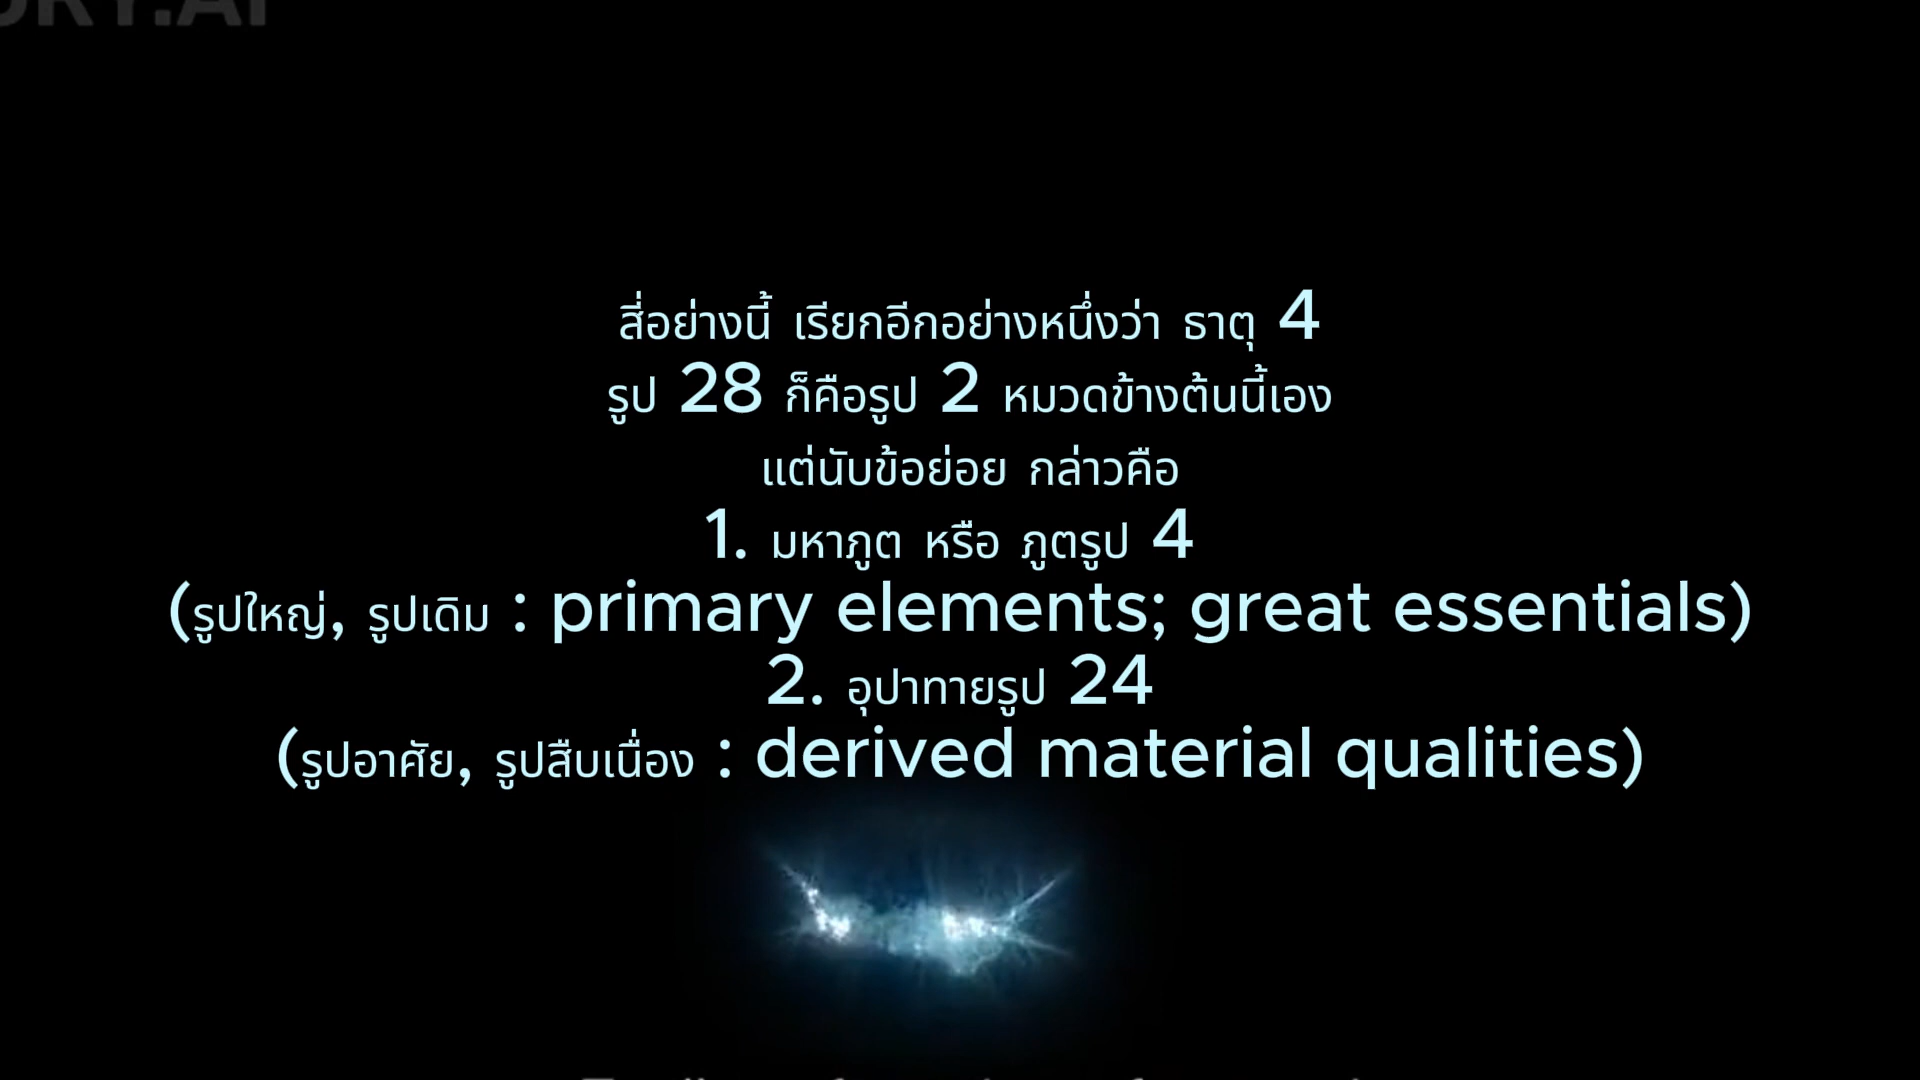 สี่อย่างนี้ เรียกอีกอย่างหนึ่งว่า ธาตุ 4
รูป 28 ก็คือรูป 2 หมวดข้างต้นนี้เอง
แต่นับข้อย่อย กล่าวคือ
1. มหาภูต หรือ ภูตรูป 4
(รูปใหญ่, รูปเดิม : primary elements; great essentials)
2. อุปาทายรูป 24
(รูปอาศัย, รูปสืบเนื่อง : derived material qualities)